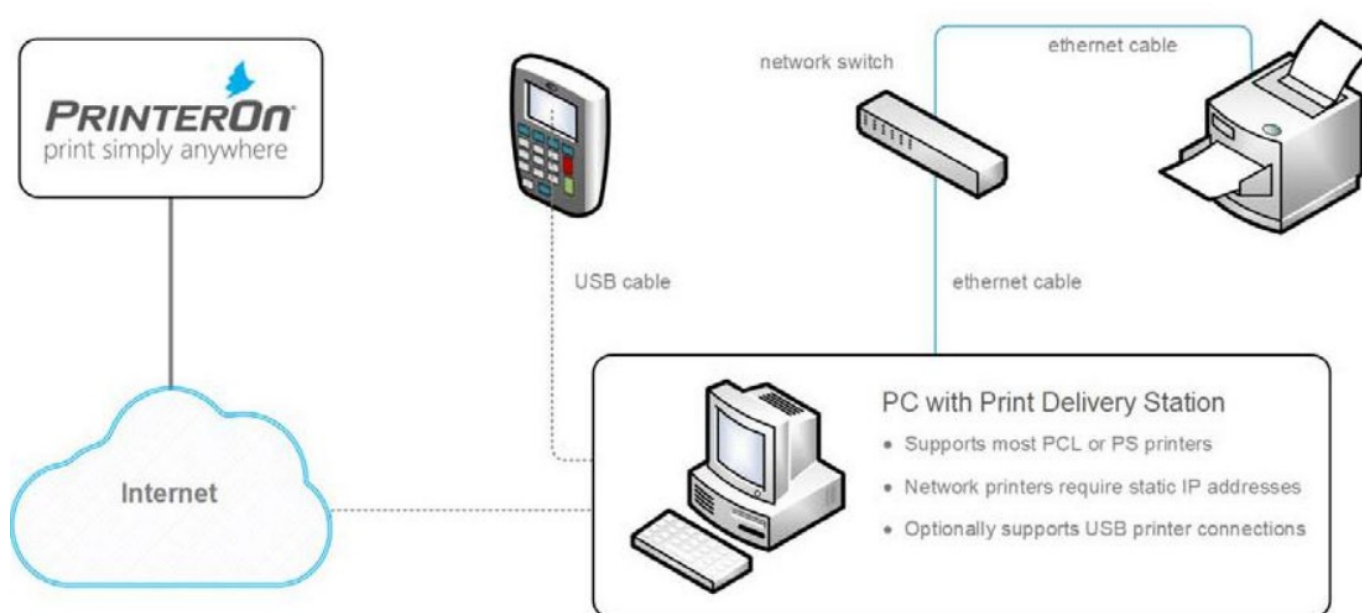 PRINTERON®
print simply anywhere
network switch
ethernet cable
USB cable
ethernet cable
Internet
PC with Print Delivery Station
• Supports most PCL or PS printers
• Network printers require static IP addresses
• Optionally supports USB printer connections